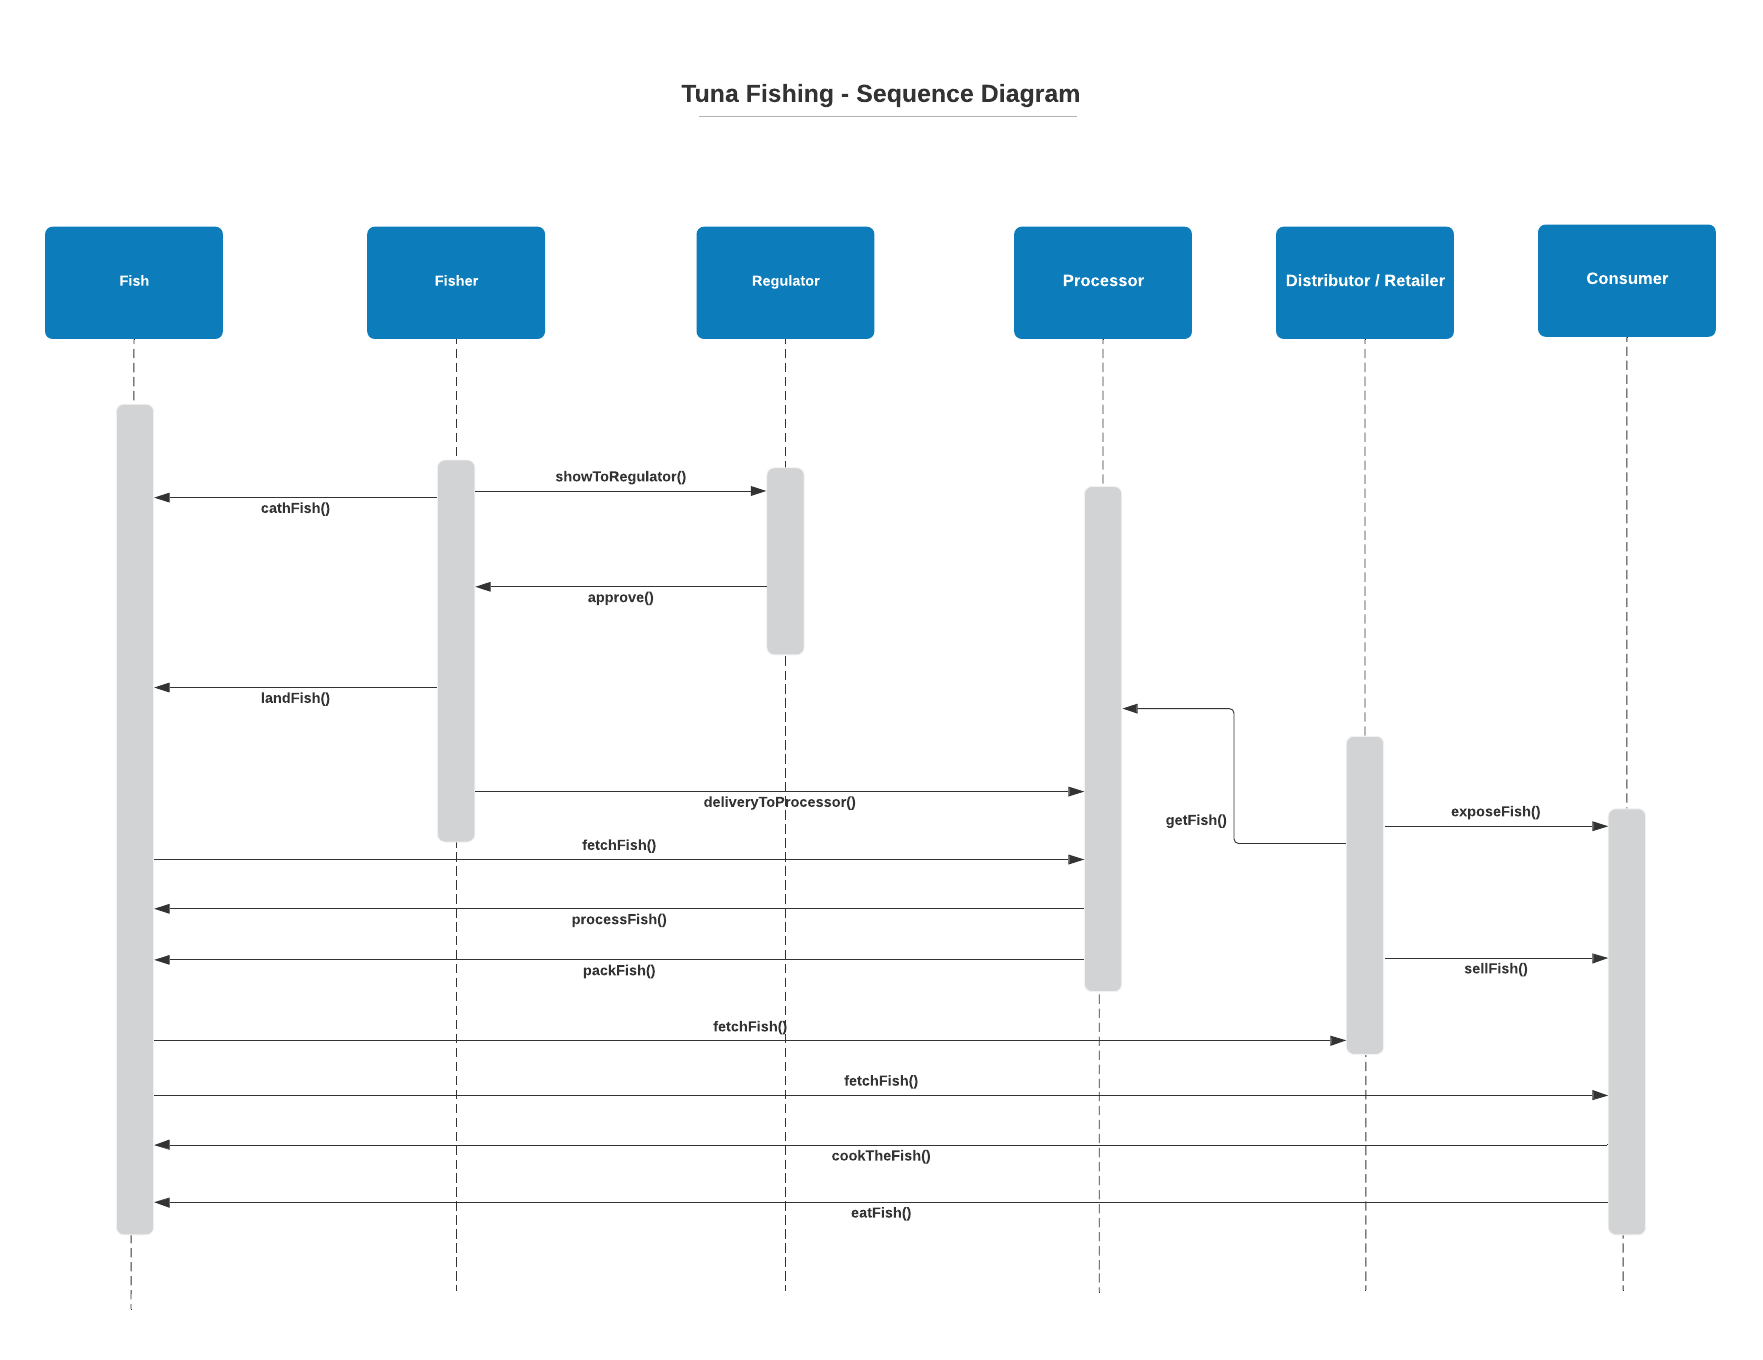 Tuna Fishing - Sequence Diagram
Fish
Fisher
Regulator
Processor
Distributor / Retailer
Consumer
showToRegulator()
cathFish()
approve()
landFish()
deliveryToProcessor()
getFish()
exposeFish()
fetchFish()
processFish()
packFish()
sellFish()
fetchFish()
fetchFish()
cookTheFish()
eatFish()